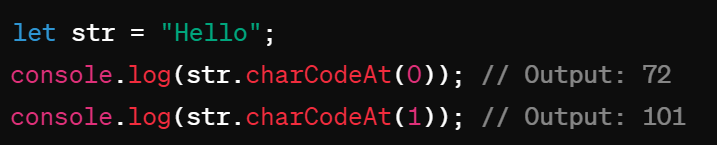 let str = "Hello";
console.log(str.charCodeAt(0)); // Output: 72
console.log(str.charCodeAt(1)); // Output: 101